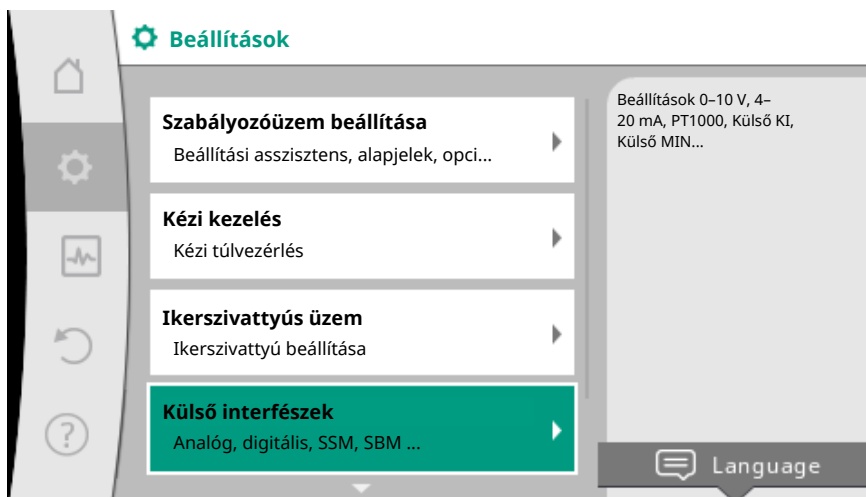 Beállítások
Szabályozóüzem beállítása
Beállítási asszisztens, alapjelek, opci...
Kézi kezelés
Kézi túlvezérlés
Ikerszivattyús üzem
Ikerszivattyú beállítása
Külső interfészek
Analóg, digitális, SSM, SBM ...
Beállítások 0–10 V, 4–
20 mA, PT1000, Külső KI,
Külső MIN...
Language